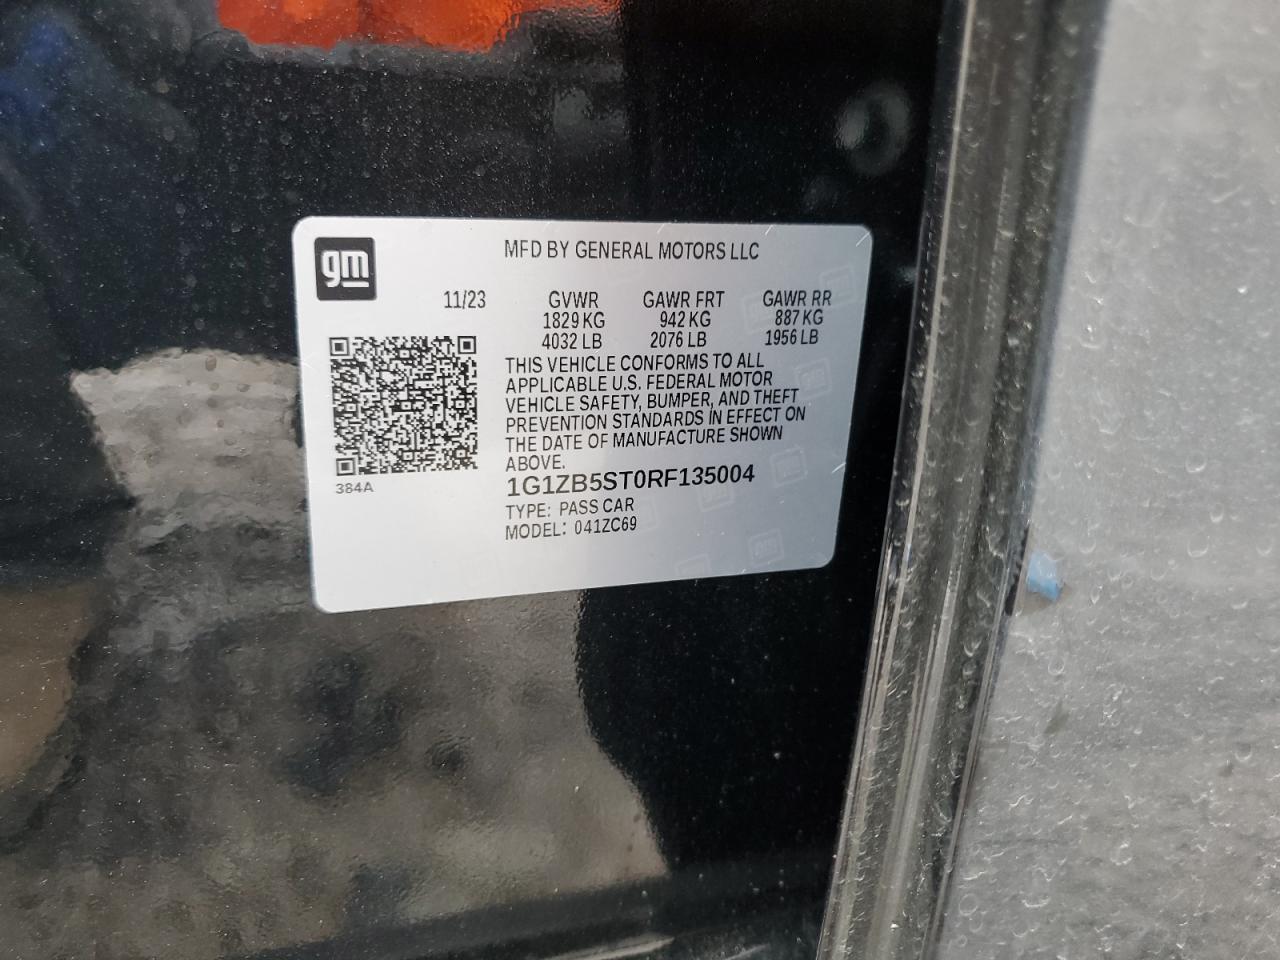 gm
MFD BY GENERAL MOTORS LLC
11/23 GVWR GAWR FRT GAWR RR
1829 KG 942 KG 887 KG
4032 LB 2076 LB 1956 LB
THIS VEHICLE CONFORMS TO ALL
APPLICABLE U.S. FEDERAL MOTOR
VEHICLE SAFETY, BUMPER, AND THEFT
PREVENTION STANDARDS IN EFFECT ON
THE DATE OF MANUFACTURE SHOWN
ABOVE.
384A
1G1ZB5ST0RF135004
TYPE: PASS CAR
MODEL: 041ZC69